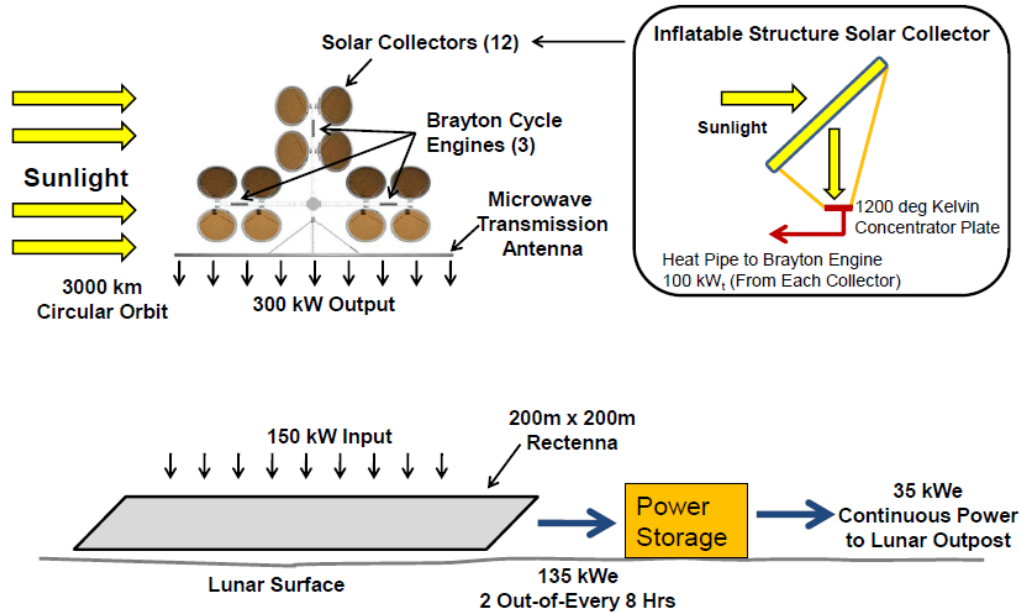 Solar Collectors (12)
Inflatable Structure Solar Collector
Sunlight
Brayton Cycle
Engines (3)
Sunlight
Microwave
Transmission
Antenna
1200 deg Kelvin
Concentrator Plate
Heat Pipe to Brayton Engine
100 kWt (From Each Collector)
3000 km
Circular Orbit
300 kW Output
150 kW Input
200m x 200m
Rectenna
Power
Storage
35 kWe
Continuous Power
to Lunar Outpost
Lunar Surface
135 kWe
2 Out-of-Every 8 Hrs